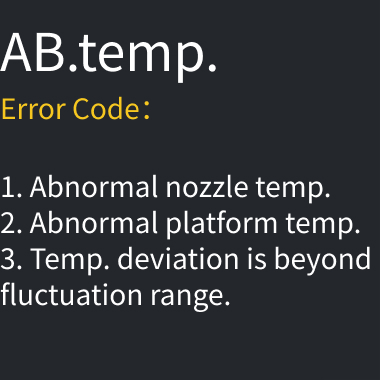 AB.temp.
Error Code：
1. Abnormal nozzle temp.
2. Abnormal platform temp.
3. Temp. deviation is beyond
fluctuation range.